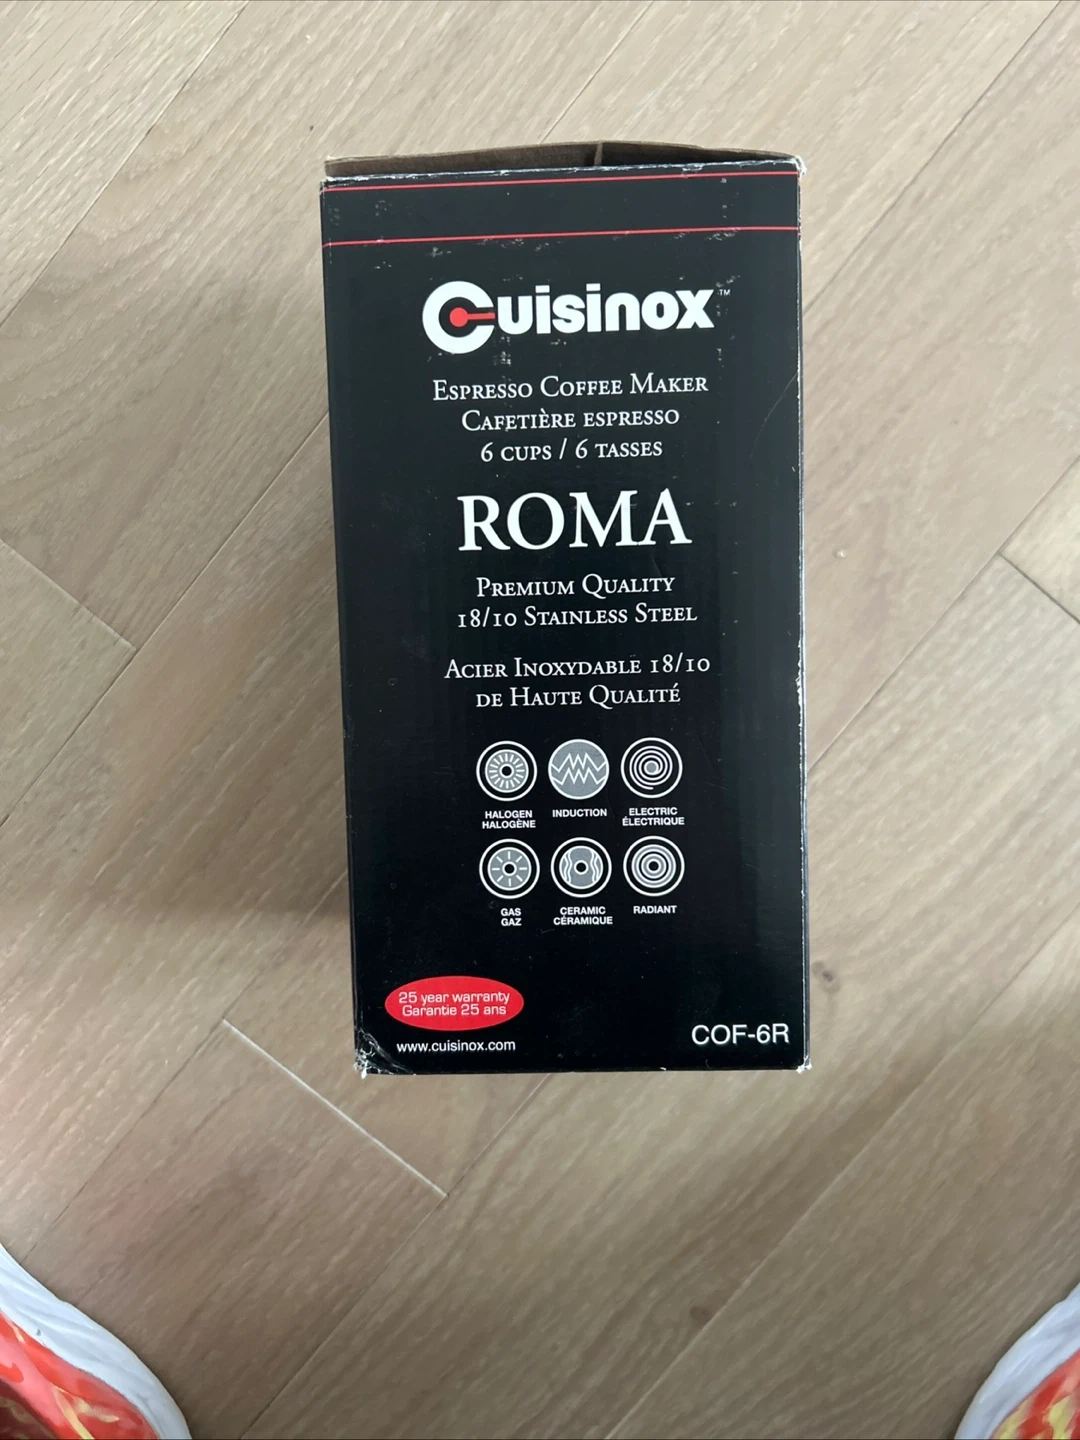 Cuisinox™
Espresso Coffee Maker
Cafetière espresso
6 cups / 6 tasses
ROMA
Premium Quality
18/10 Stainless Steel
Acier Inoxydable 18/10
de Haute Qualité
HALOGEN
HALOGÈNE
INDUCTION
ELECTRIC
ÉLECTRIQUE
GAS
GAZ
CERAMIC
CÉRAMIQUE
RADIANT
25 year warranty
Garantie 25 ans
www.cuisinox.com
COF-6R